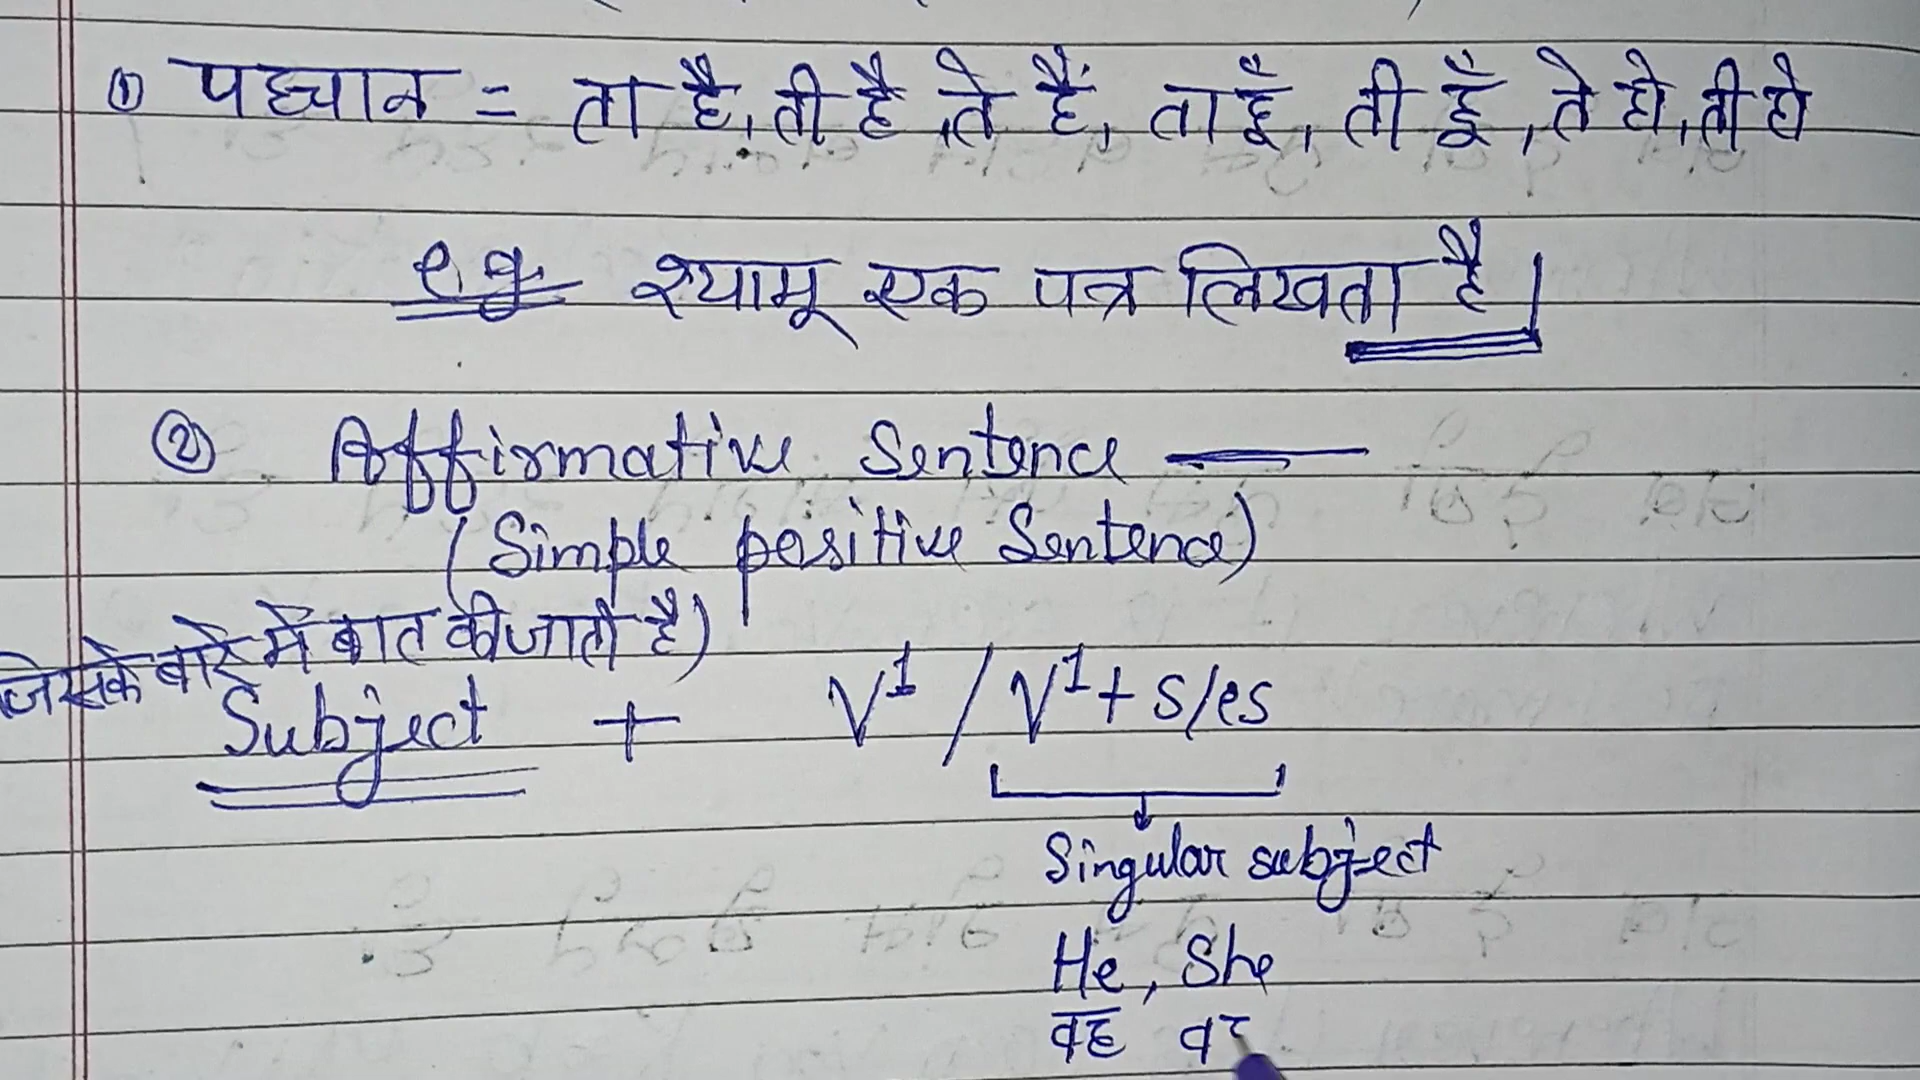 ① पहचान = ता है, ती है, ते हैं, ता हूँ, ती हूँ, ते हो, ती हो
e.g. श्यामू एक पत्र लिखता है।
② Affirmative Sentence —
(Simple positive Sentence)
जिसके बारे में बात की जाती है)
Subject + V¹ / V¹ + s/es
Singular subject
He, She
वह